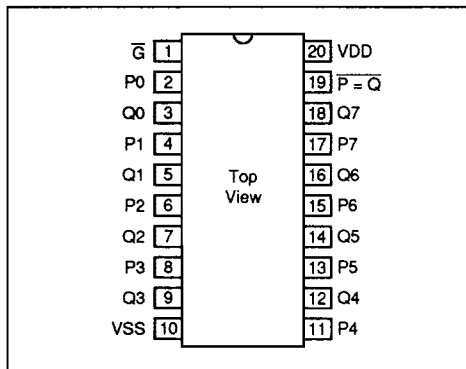 G̅ 1 20 VDD
P0 2 19 P̅ ̅=̅ ̅Q̅
Q0 3 18 Q7
P1 4 17 P7
Q1 5 16 Q6
P2 6 15 P6
Q2 7 14 Q5
P3 8 13 P5
Q3 9 12 Q4
VSS 10 11 P4
Top
View